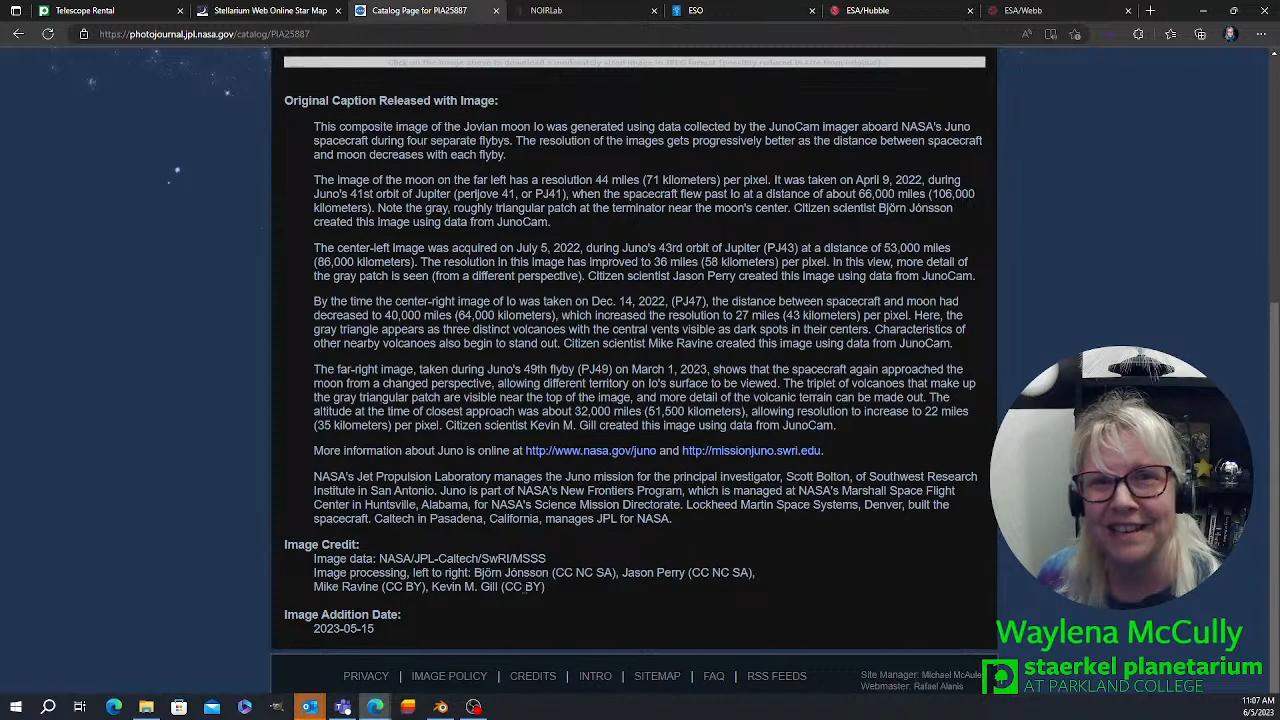 Telescope Rental
Stellarium Web Online Star Map
Catalog Page for PIA25887
NOIRLab
ESO
ESA/Hubble
ESA/Webb
https://photojournal.jpl.nasa.gov/catalog/PIA25887
Click on the image above to download a moderately sized image in JPEG format (possibly reduced in size from original)
Original Caption Released with Image:
This composite image of the Jovian moon Io was generated using data collected by the JunoCam imager aboard NASA's Juno
spacecraft during four separate flybys. The resolution of the images gets progressively better as the distance between spacecraft
and moon decreases with each flyby.
The image of the moon on the far left has a resolution 44 miles (71 kilometers) per pixel. It was taken on April 9, 2022, during
Juno's 41st orbit of Jupiter (perijove 41, or PJ41), when the spacecraft flew past Io at a distance of about 66,000 miles (106,000
kilometers). Note the gray, roughly triangular patch at the terminator near the moon's center. Citizen scientist Björn Jónsson
created this image using data from JunoCam.
The center-left image was acquired on July 5, 2022, during Juno's 43rd orbit of Jupiter (PJ43) at a distance of 53,000 miles
(86,000 kilometers). The resolution in this image has improved to 36 miles (58 kilometers) per pixel. In this view, more detail of
the gray patch is seen (from a different perspective). Citizen scientist Jason Perry created this image using data from JunoCam.
By the time the center-right image of Io was taken on Dec. 14, 2022, (PJ47), the distance between spacecraft and moon had
decreased to 40,000 miles (64,000 kilometers), which increased the resolution to 27 miles (43 kilometers) per pixel. Here, the
gray triangle appears as three distinct volcanoes with the central vents visible as dark spots in their centers. Characteristics of
other nearby volcanoes also begin to stand out. Citizen scientist Mike Ravine created this image using data from JunoCam.
The far-right image, taken during Juno's 49th flyby (PJ49) on March 1, 2023, shows that the spacecraft again approached the
moon from a changed perspective, allowing different territory on Io's surface to be viewed. The triplet of volcanoes that make up
the gray triangular patch are visible near the top of the image, and more detail of the volcanic terrain can be made out. The
altitude at the time of closest approach was about 32,000 miles (51,500 kilometers), allowing resolution to increase to 22 miles
(35 kilometers) per pixel. Citizen scientist Kevin M. Gill created this image using data from JunoCam.
More information about Juno is online at http://www.nasa.gov/juno and http://missionjuno.swri.edu.
NASA's Jet Propulsion Laboratory manages the Juno mission for the principal investigator, Scott Bolton, of Southwest Research
Institute in San Antonio. Juno is part of NASA's New Frontiers Program, which is managed at NASA's Marshall Space Flight
Center in Huntsville, Alabama, for NASA's Science Mission Directorate. Lockheed Martin Space Systems, Denver, built the
spacecraft. Caltech in Pasadena, California, manages JPL for NASA.
Image Credit:
Image data: NASA/JPL-Caltech/SwRI/MSSS
Image processing, left to right: Björn Jónsson (CC NC SA), Jason Perry (CC NC SA),
Mike Ravine (CC BY), Kevin M. Gill (CC BY)
Image Addition Date:
2023-05-15
Waylena McCully
staerkel planetarium
AT PARKLAND COLLEGE
PRIVACY | IMAGE POLICY | CREDITS | INTRO | SITEMAP | FAQ | RSS FEEDS
Site Manager: Michael McAule
Webmaster: Rafael Alanis
11:07 AM
6/5/2023